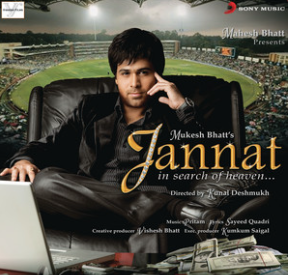 SONY MUSIC
Mahesh Bhatt
Presents
Mukesh Bhatt's
Jannat
in search of heaven...
Directed by Kunal Deshmukh
Music: Pritam Lyrics: Sayeed Quadri
Creative producer Vishesh Bhatt Exec. producer Kumkum Saigal